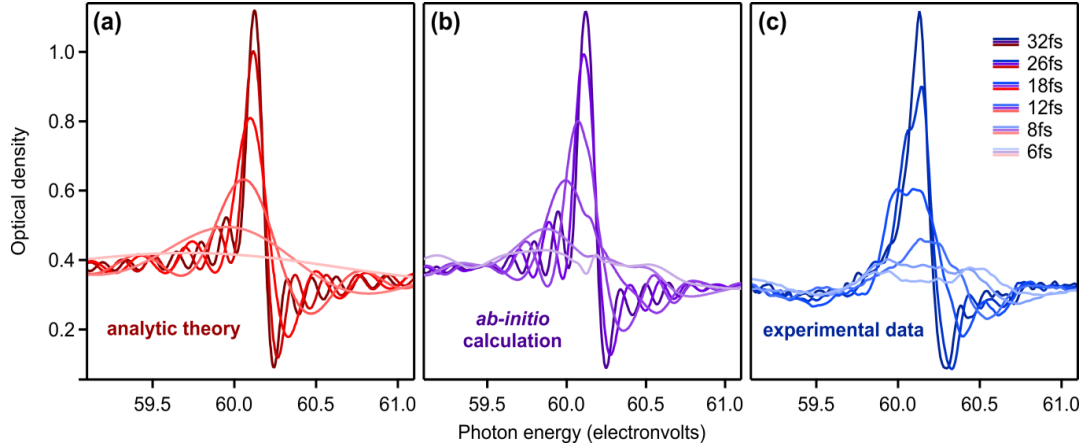 (a)
(b)
(c)
Optical density
1.0
0.8
0.6
0.4
0.2
32fs
26fs
18fs
12fs
8fs
6fs
analytic theory
ab-initio
calculation
experimental data
59.5 60.0 60.5 61.0
59.5 60.0 60.5 61.0
59.5 60.0 60.5 61.0
Photon energy (electronvolts)